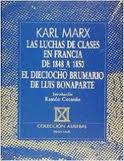 KARL MARX
LAS LUCHAS DE CLASES
EN FRANCIA
DE 1848 A 1850
EL DIECIOCHO BRUMARIO
DE LUIS BONAPARTE
Introducción
Ramón Cotarelo
COLECCIÓN AUSTRAL